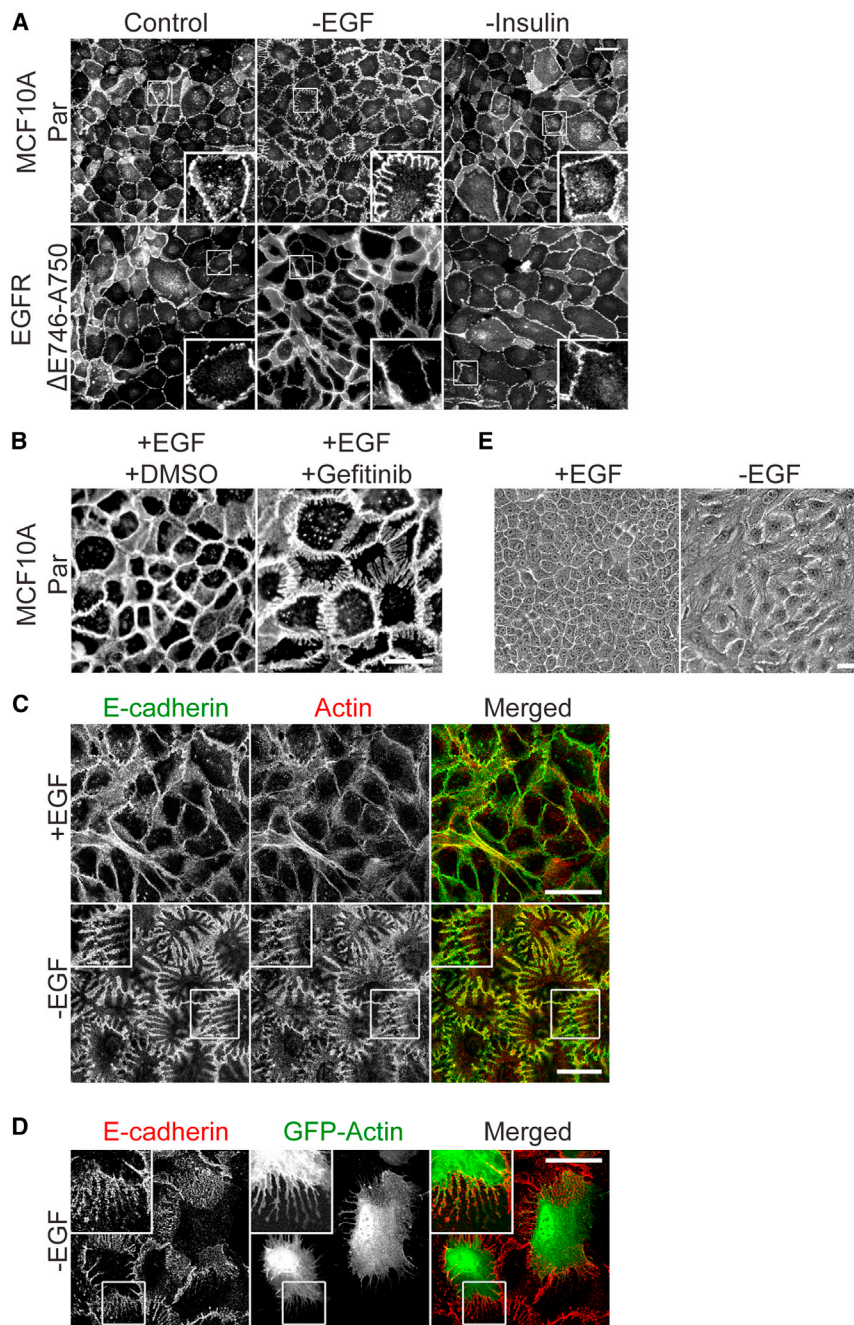 A
Control
-EGF
-Insulin
MCF10A
Par
EGFR
ΔE746-A750
B
+EGF
+DMSO
+EGF
+Gefitinib
MCF10A
Par
E
+EGF
-EGF
C
E-cadherin
Actin
Merged
+EGF
-EGF
D
E-cadherin
GFP-Actin
Merged
-EGF